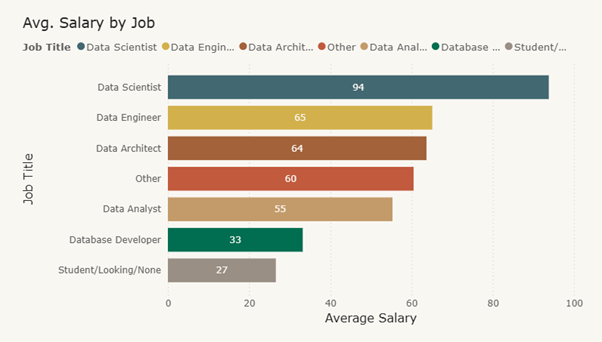 Avg. Salary by Job
Job Title Data Scientist Data Engin... Data Archit... Other Data Anal... Database ... Student/...
Job Title
Data Scientist 94
Data Engineer 65
Data Architect 64
Other 60
Data Analyst 55
Database Developer 33
Student/Looking/None 27
0 20 40 60 80 100
Average Salary